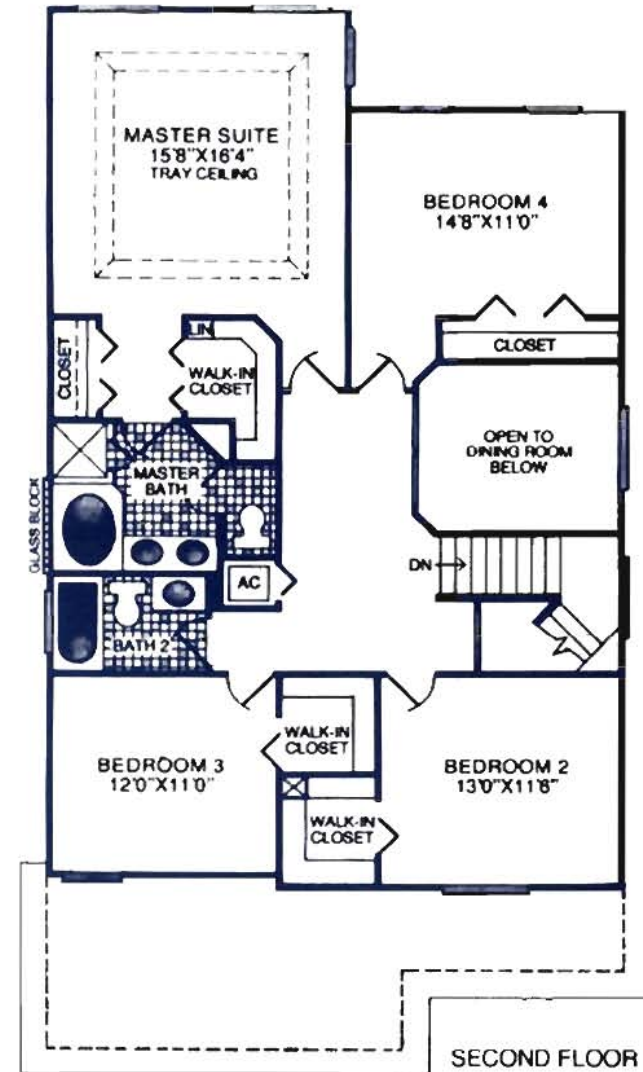 MASTER SUITE
15'8"X16'4"
TRAY CEILING
BEDROOM 4
14'8"X11'0"
CLOSET
LIN
WALK-IN
CLOSET
CLOSET
OPEN TO
DINING ROOM
BELOW
MASTER
BATH
GLASS BLOCK
DN
AC
BATH 2
WALK-IN
CLOSET
BEDROOM 3
12'0"X11'0"
BEDROOM 2
13'0"X11'6"
WALK-IN
CLOSET
SECOND FLOOR